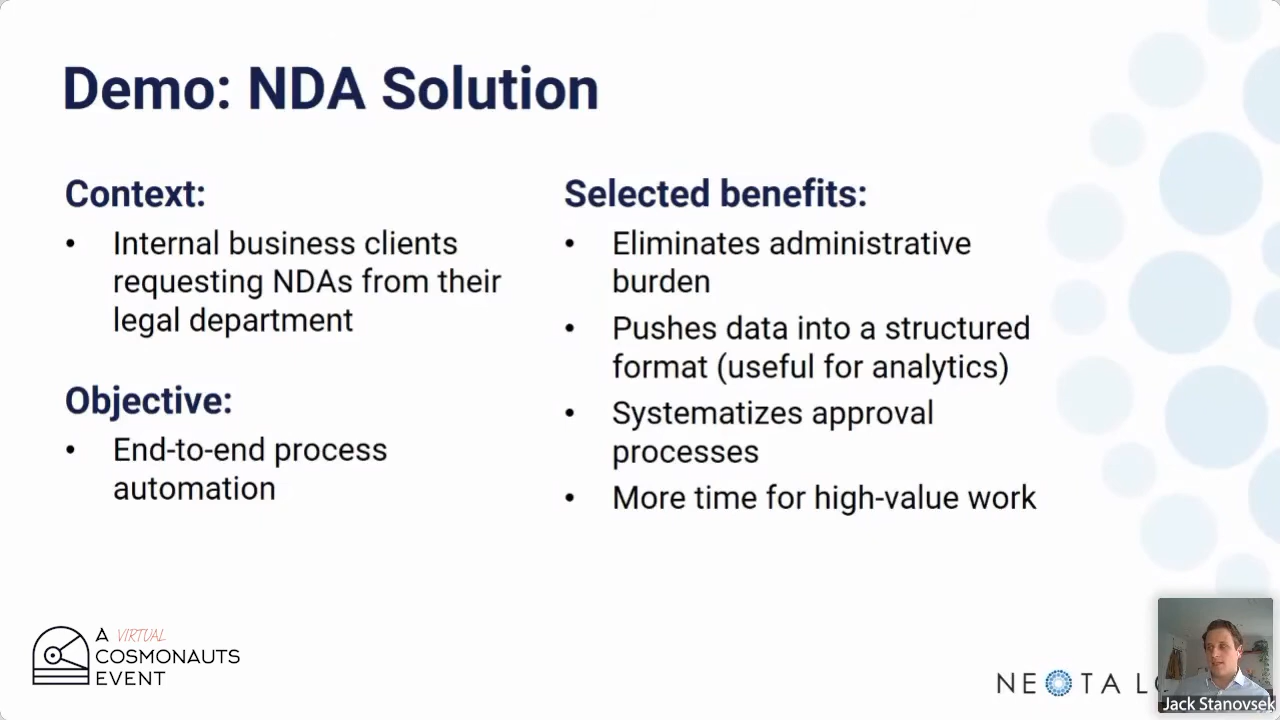 Demo: NDA Solution
Context:
• Internal business clients
requesting NDAs from their
legal department
Objective:
• End-to-end process
automation
Selected benefits:
• Eliminates administrative
burden
• Pushes data into a structured
format (useful for analytics)
• Systematizes approval
processes
• More time for high-value work
A VIRTUAL
COSMONAUTS
EVENT
NEOTA
Jack Stanovsek